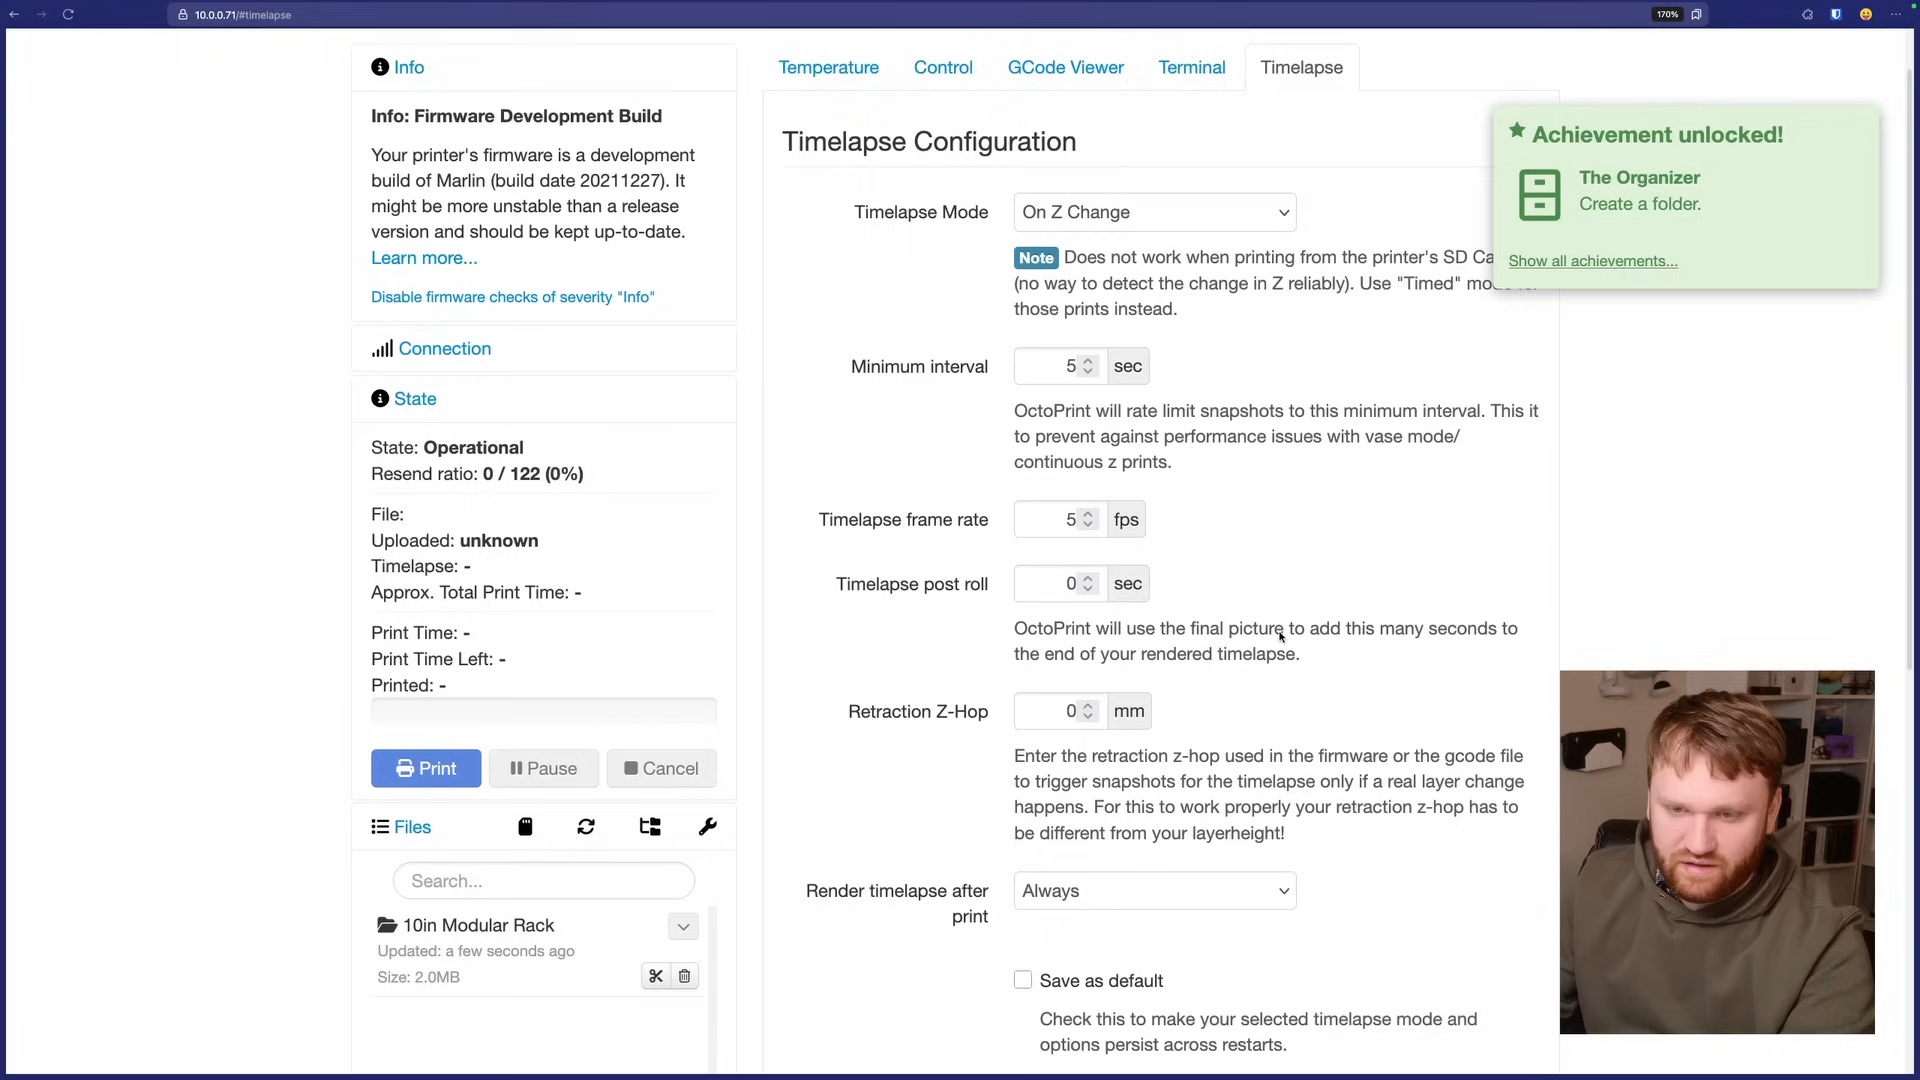 10.0.0.71/#timelapse
170%
Info
Info: Firmware Development Build
Your printer's firmware is a development
build of Marlin (build date 20211227). It
might be more unstable than a release
version and should be kept up-to-date.
Learn more...
Disable firmware checks of severity "Info"
Connection
State
State: Operational
Resend ratio: 0 / 122 (0%)
File:
Uploaded: unknown
Timelapse: -
Approx. Total Print Time: -
Print Time: -
Print Time Left: -
Printed: -
Print
Pause
Cancel
Files
Search...
10in Modular Rack
Updated: a few seconds ago
Size: 2.0MB
Temperature
Control
GCode Viewer
Terminal
Timelapse
Timelapse Configuration
Timelapse Mode
On Z Change
Note Does not work when printing from the printer's SD Ca
(no way to detect the change in Z reliably). Use "Timed"
those prints instead.
Minimum interval
5
sec
OctoPrint will rate limit snapshots to this minimum interval. This it
to prevent against performance issues with vase mode/
continuous z prints.
Timelapse frame rate
5
fps
Timelapse post roll
0
sec
OctoPrint will use the final picture to add this many seconds to
the end of your rendered timelapse.
Retraction Z-Hop
0
mm
Enter the retraction z-hop used in the firmware or the gcode file
to trigger snapshots for the timelapse only if a real layer change
happens. For this to work properly your retraction z-hop has to
be different from your layerheight!
Render timelapse after
print
Always
Save as default
Check this to make your selected timelapse mode and
options persist across restarts.
Achievement unlocked!
The Organizer
Create a folder.
Show all achievements...